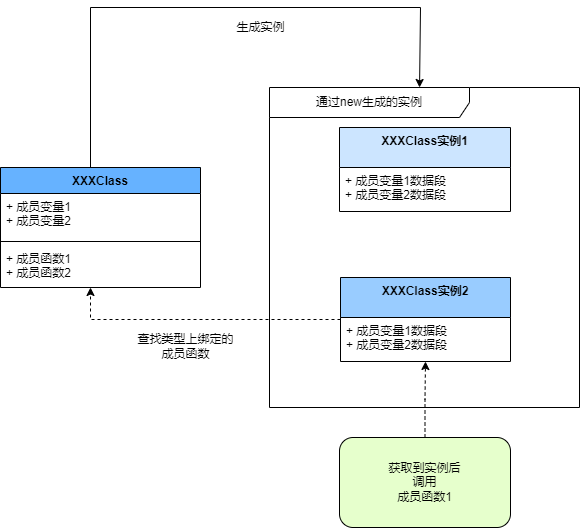 生成实例
通过new生成的实例
XXXClass实例1
+ 成员变量1数据段
+ 成员变量2数据段
XXXClass
+ 成员变量1
+ 成员变量2
+ 成员函数1
+ 成员函数2
XXXClass实例2
+ 成员变量1数据段
+ 成员变量2数据段
查找类型上绑定的
成员函数
获取到实例后
调用
成员函数1